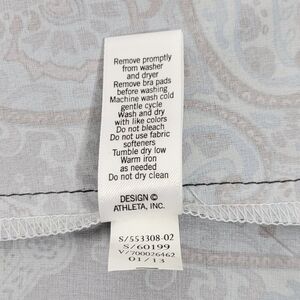 Remove promptly
from washer
and dryer
Remove bra pads
before washing
Machine wash cold
gentle cycle
Wash and dry
with like colors
Do not bleach
Do not use fabric
softeners
Tumble dry low
Warm iron
as needed
Do not dry clean
DESIGN ©
ATHLETA, INC.
S/553308-02
S/60199
V/700026462
01/13